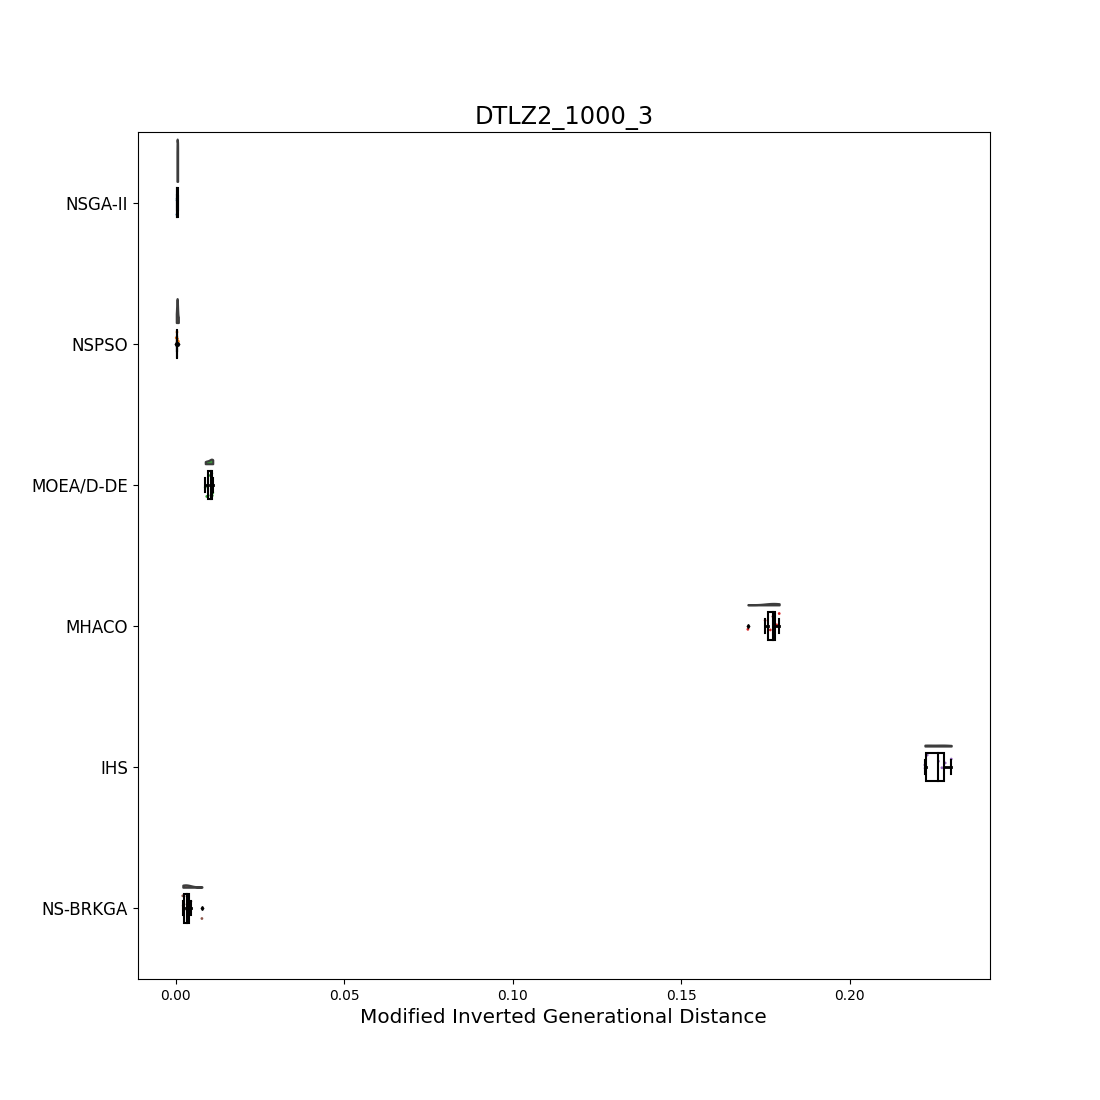 DTLZ2_1000_3
NSGA-II
NSPSO
MOEA/D-DE
MHACO
IHS
NS-BRKGA
0.00 0.05 0.10 0.15 0.20
Modified Inverted Generational Distance